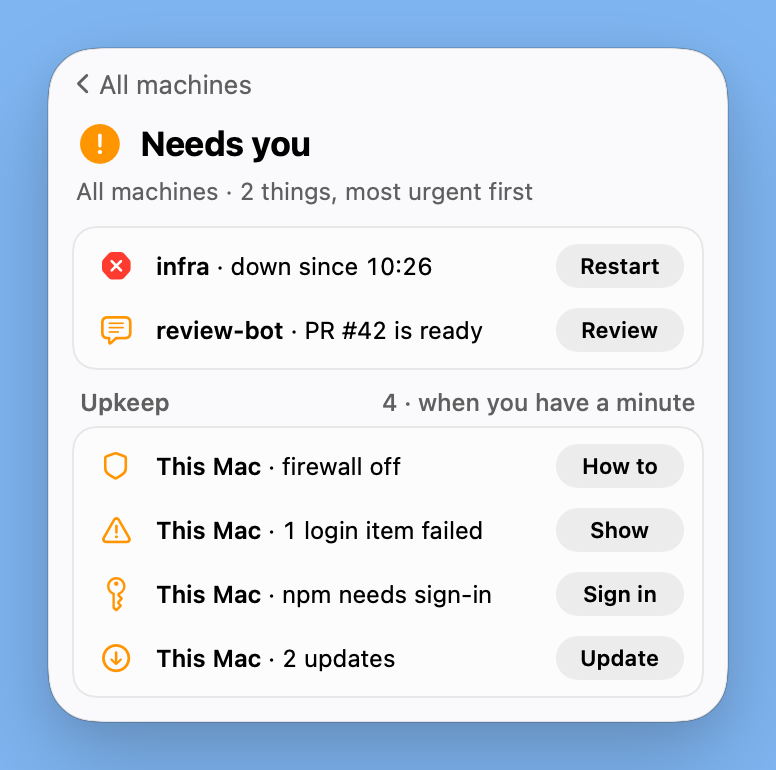 All machines
Needs you
All machines · 2 things, most urgent first
infra · down since 10:26 Restart
review-bot · PR #42 is ready Review
Upkeep 4 · when you have a minute
This Mac · firewall off How to
This Mac · 1 login item failed Show
This Mac · npm needs sign-in Sign in
This Mac · 2 updates Update